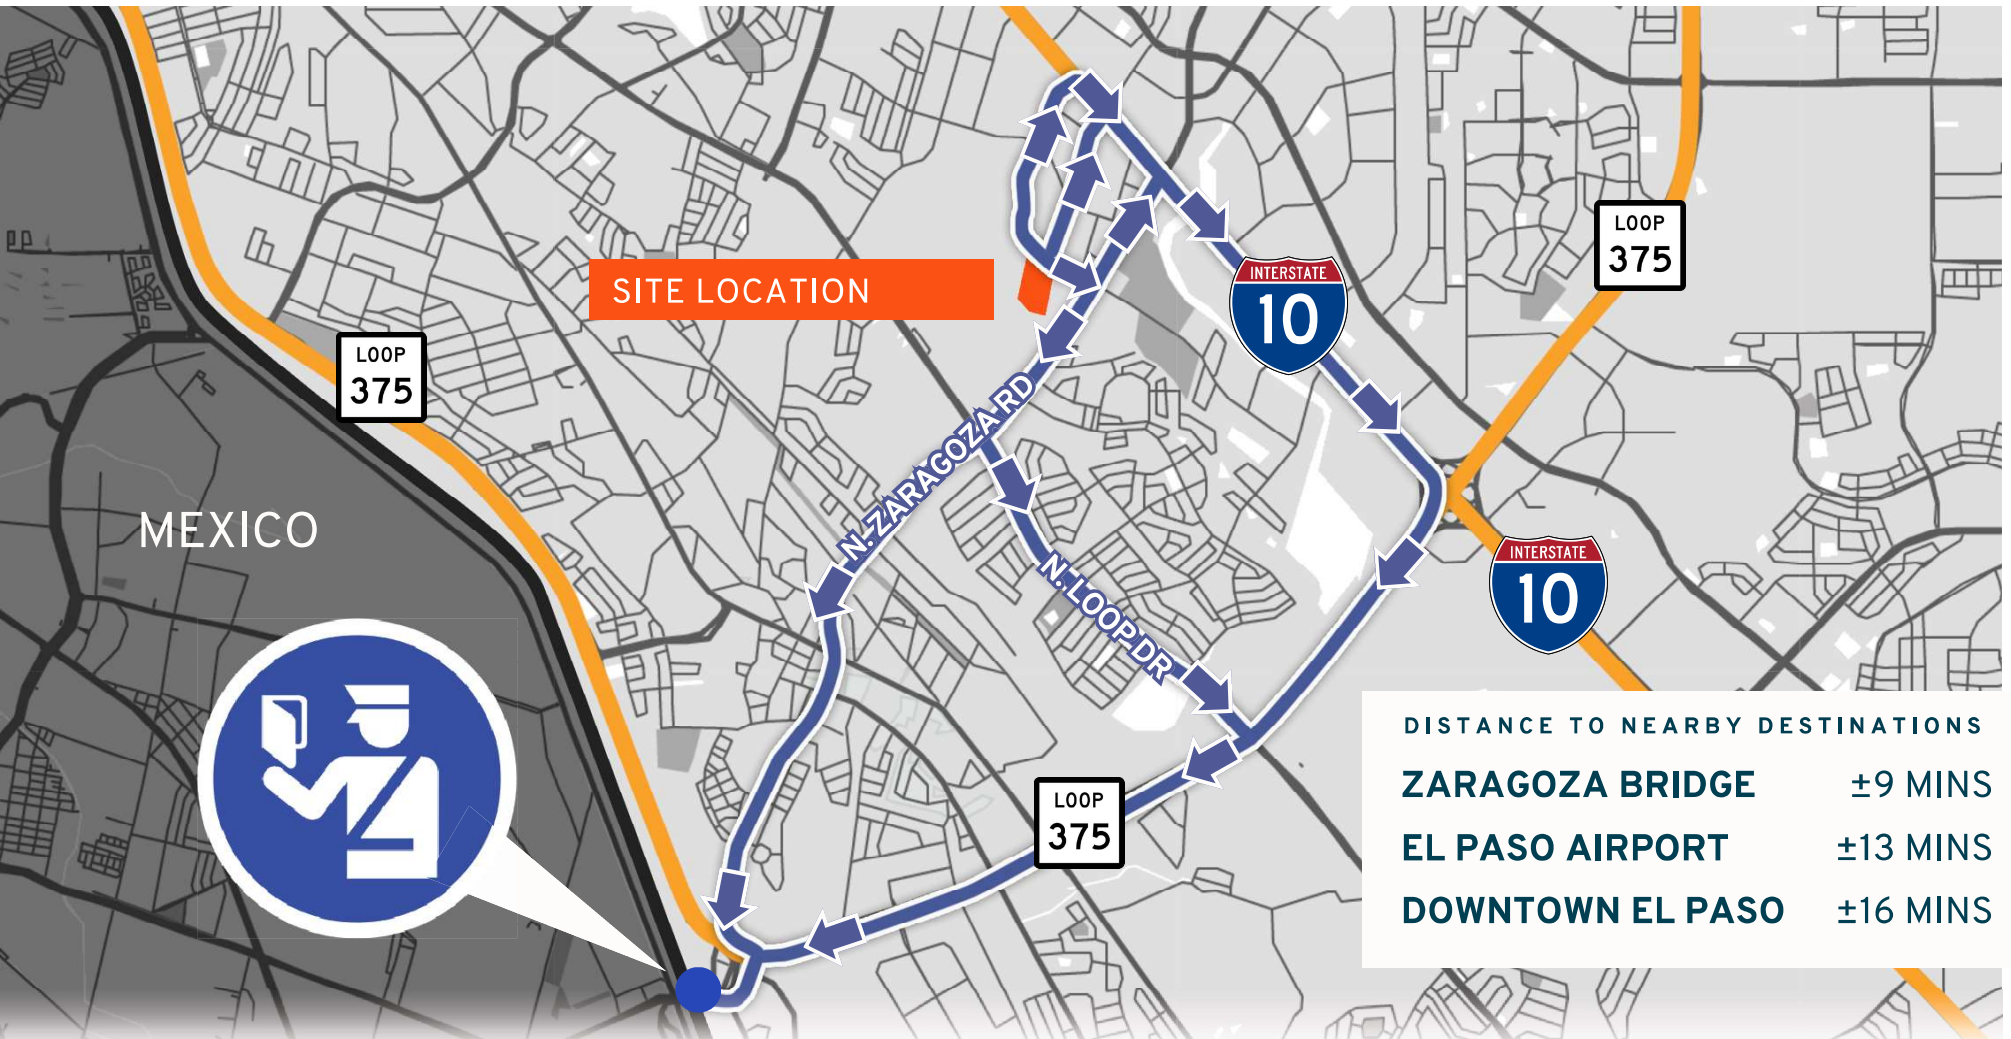 LOOP
375
SITE LOCATION
INTERSTATE
10
LOOP
375
N. ZARAGOZA RD
MEXICO
N. LOOP DR
INTERSTATE
10
LOOP
375
DISTANCE TO NEARBY DESTINATIONS
ZARAGOZA BRIDGE ±9 MINS
EL PASO AIRPORT ±13 MINS
DOWNTOWN EL PASO ±16 MINS